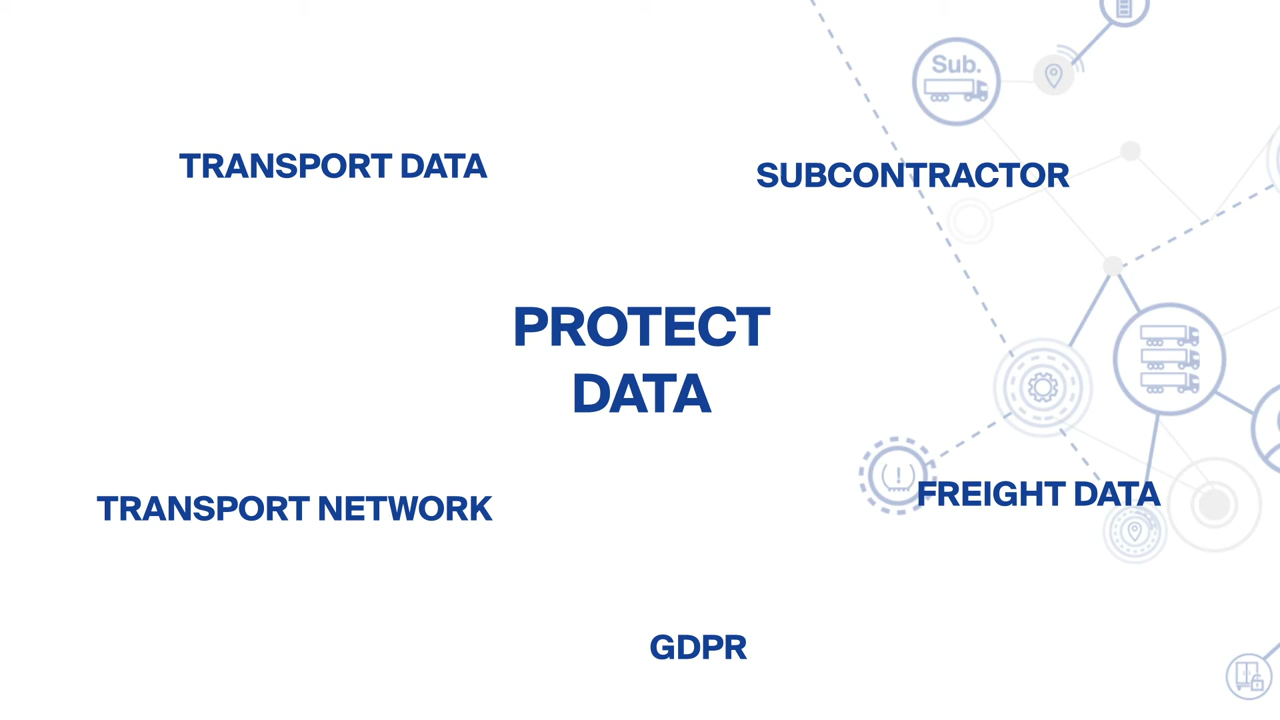 Sub.
TRANSPORT DATA
SUBCONTRACTOR
PROTECT
DATA
TRANSPORT NETWORK
FREIGHT DATA
GDPR